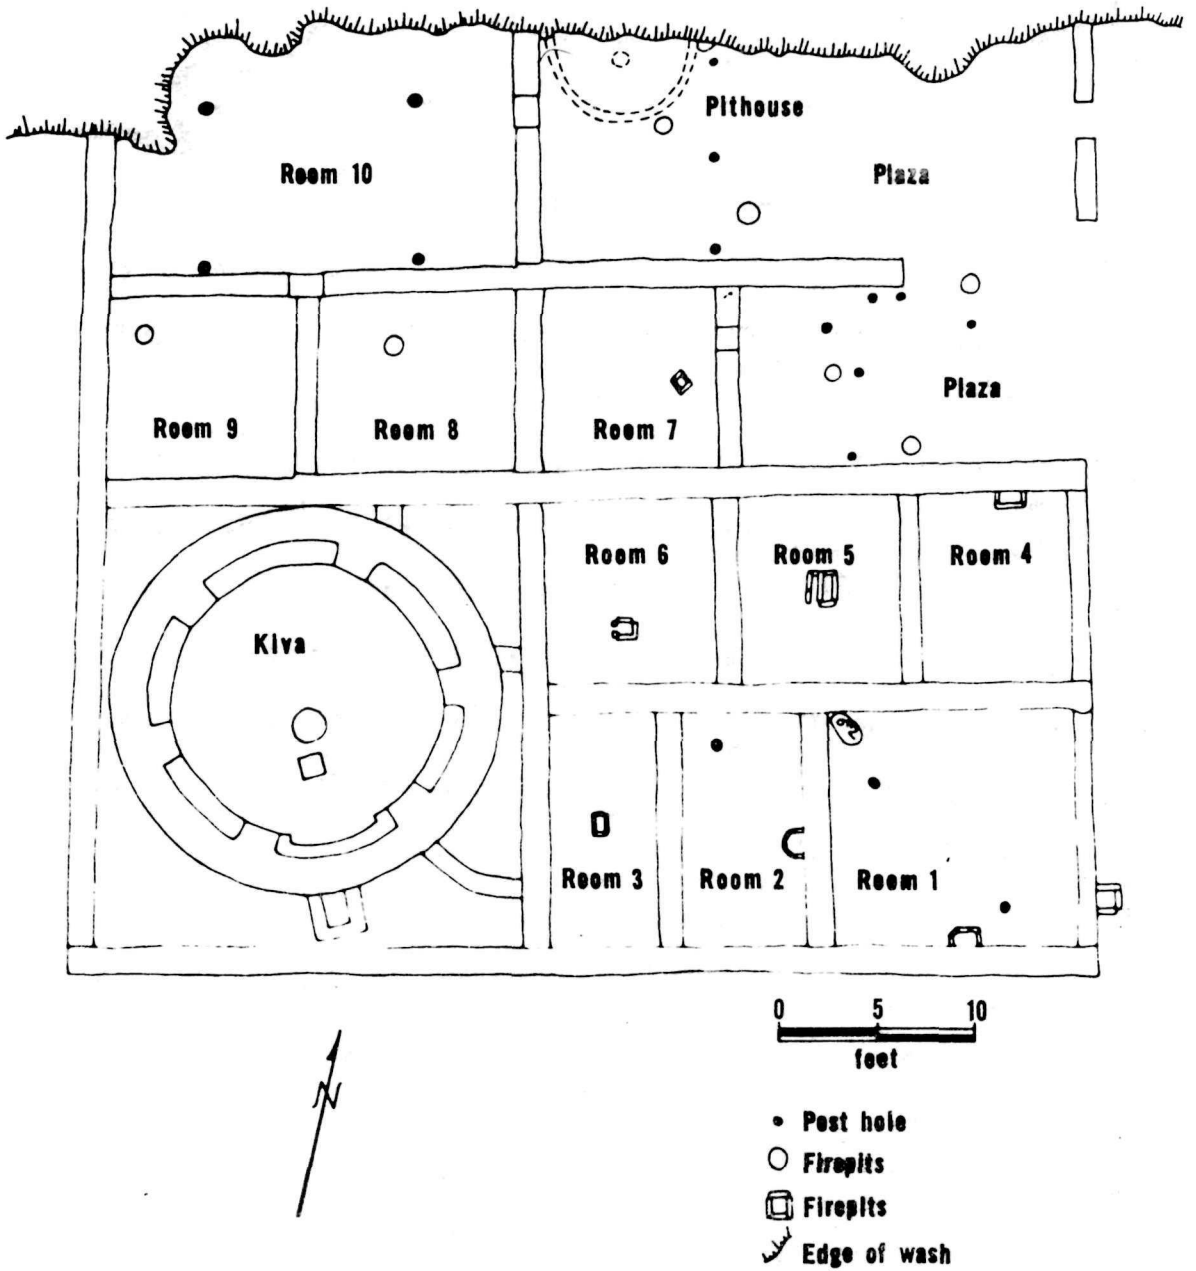 Pithouse
Room 10
Plaza
Plaza
Room 9
Room 8
Room 7
Room 6
Room 5
Room 4
Kiva
Room 3
Room 2
Room 1
0 5 10
feet
N
Post hole
Firepits
Firepits
Edge of wash